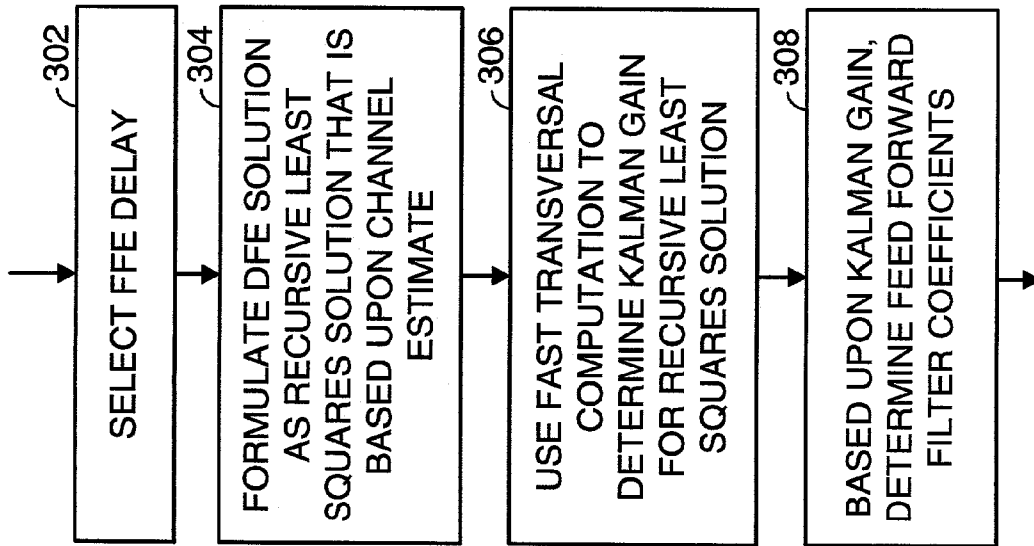 302
SELECT FFE DELAY
304
FORMULATE DFE SOLUTION
AS RECURSIVE LEAST
SQUARES SOLUTION THAT IS
BASED UPON CHANNEL
ESTIMATE
306
USE FAST TRANSVERSAL
COMPUTATION TO
DETERMINE KALMAN GAIN
FOR RECURSIVE LEAST
SQUARES SOLUTION
308
BASED UPON KALMAN GAIN,
DETERMINE FEED FORWARD
FILTER COEFFICIENTS